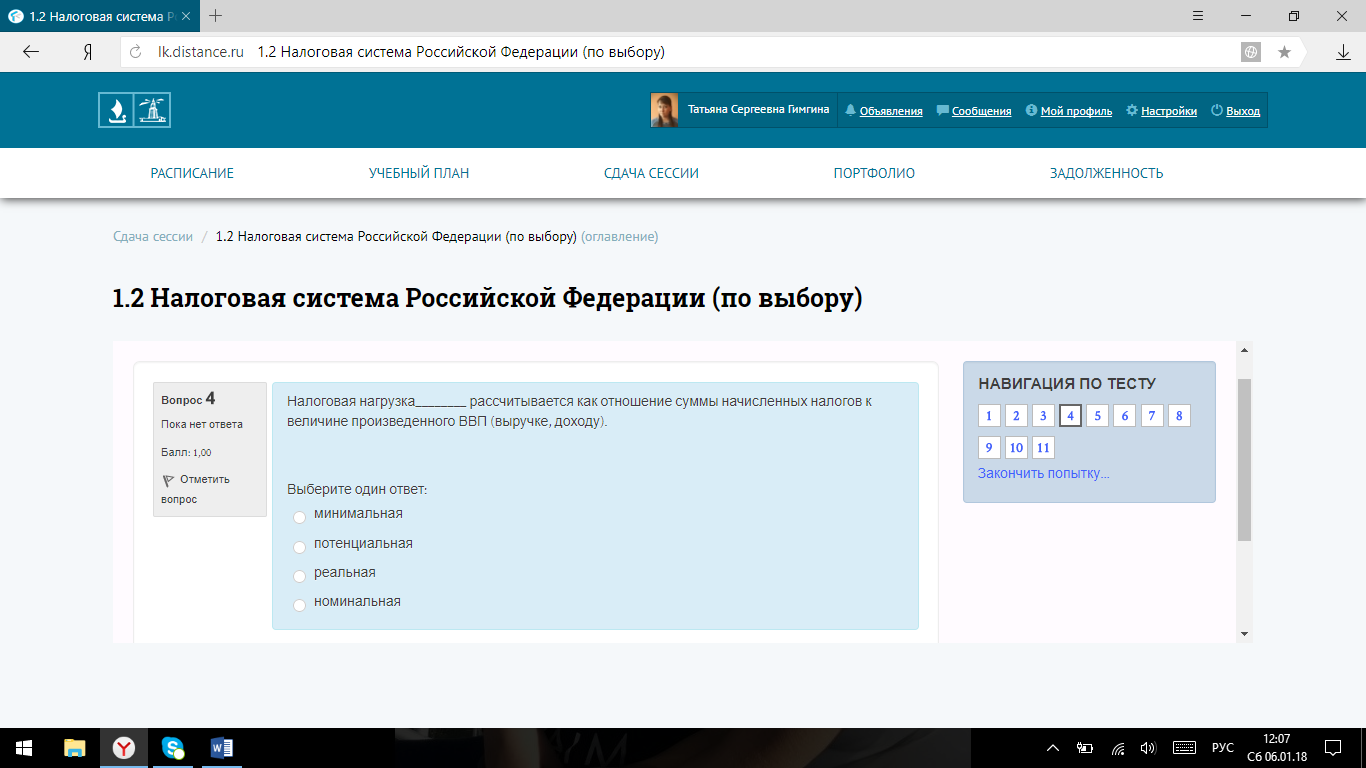 1.2 Налоговая система Р
lk.distance.ru 1.2 Налоговая система Российской Федерации (по выбору)
Татьяна Сергеевна Гимгина Объявления Сообщения Мой профиль Настройки Выход
РАСПИСАНИЕ УЧЕБНЫЙ ПЛАН СДАЧА СЕССИИ ПОРТФОЛИО ЗАДОЛЖЕННОСТЬ
Сдача сессии / 1.2 Налоговая система Российской Федерации (по выбору) (оглавление)
1.2 Налоговая система Российской Федерации (по выбору)
Вопрос 4
Пока нет ответа
Балл: 1,00
Отметить
вопрос
Налоговая нагрузка________ рассчитывается как отношение суммы начисленных налогов к
величине произведенного ВВП (выручке, доходу).
Выберите один ответ:
минимальная
потенциальная
реальная
номинальная
НАВИГАЦИЯ ПО ТЕСТУ
1 2 3 4 5 6 7 8
9 10 11
Закончить попытку...
РУС
12:07
Сб 06.01.18